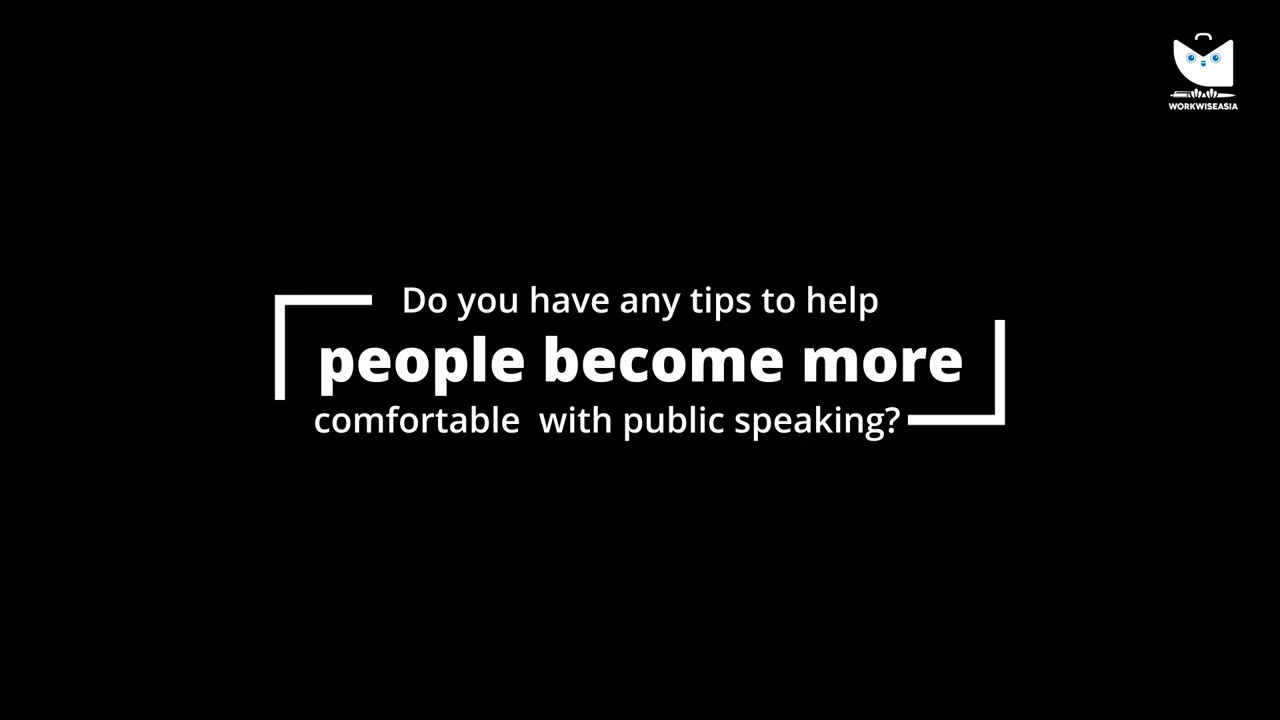 WORKWISEASIA
Do you have any tips to help
people become more
comfortable  with public speaking?